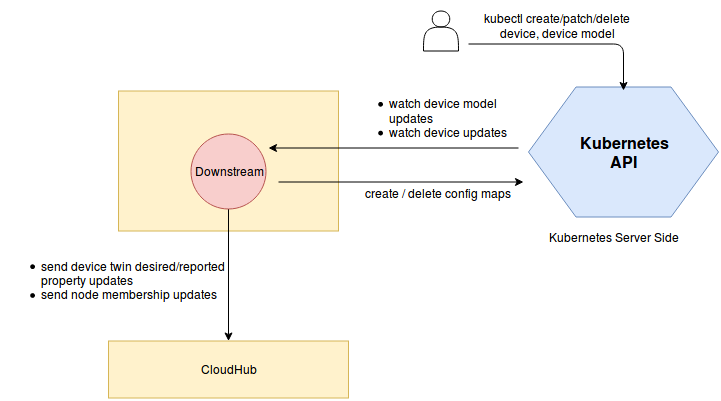 kubectl create/patch/delete
device, device model
• watch device model
updates
• watch device updates
Kubernetes
API
Downstream
create / delete config maps
Kubernetes Server Side
• send device twin desired/reported
property updates
• send node membership updates
CloudHub